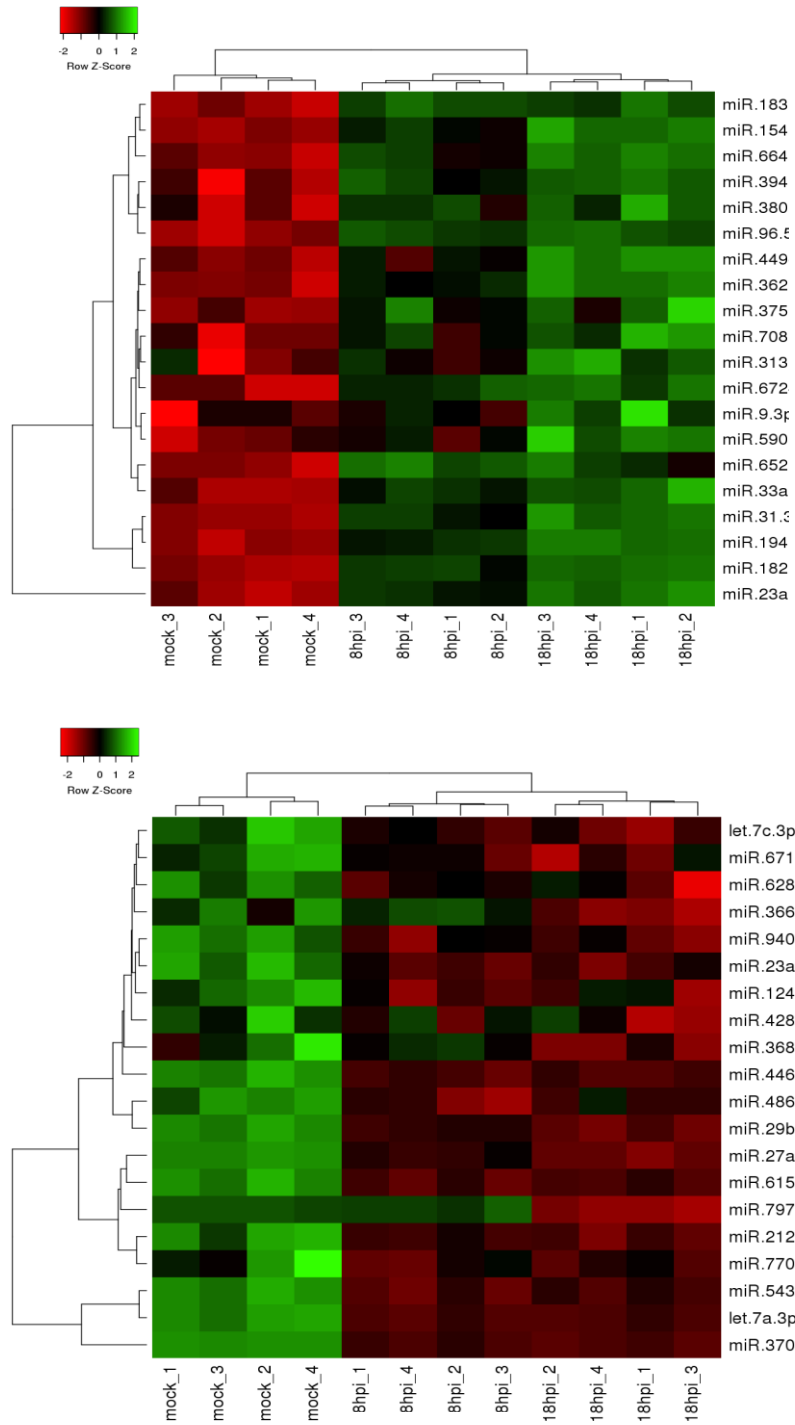 -2 0 1 2
Row Z-Score
miR.183
miR.154
miR.664
miR.394
miR.380
miR.96.5
miR.449
miR.362
miR.375
miR.708
miR.313
miR.672
miR.9.3p
miR.590
miR.652
miR.33a
miR.31.3
miR.194
miR.182
miR.23a
mock_3 mock_2 mock_1 mock_4 8hpi_3 8hpi_4 8hpi_1 8hpi_2 18hpi_3 18hpi_4 18hpi_1 18hpi_2
-2 0 1 2
Row Z-Score
let.7c.3p
miR.671
miR.628
miR.366
miR.940
miR.23a
miR.124
miR.428
miR.368
miR.446
miR.486
miR.29b
miR.27a
miR.615
miR.797
miR.212
miR.770
miR.543
let.7a.3p
miR.370
mock_1 mock_3 mock_2 mock_4 8hpi_1 8hpi_4 8hpi_2 8hpi_3 18hpi_2 18hpi_4 18hpi_1 18hpi_3